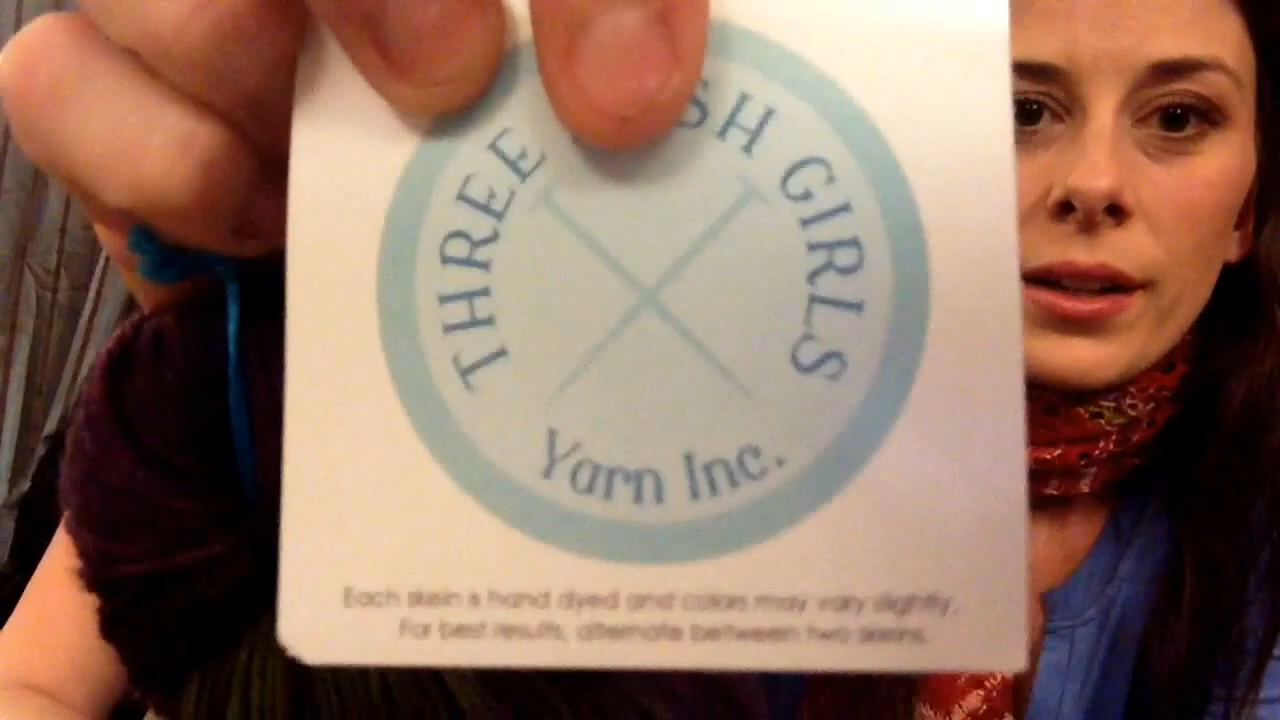 THREE SH GIRLS
Yarn Inc.
Each skein is hand dyed and colors may vary slightly.
For best results, alternate between two skeins.